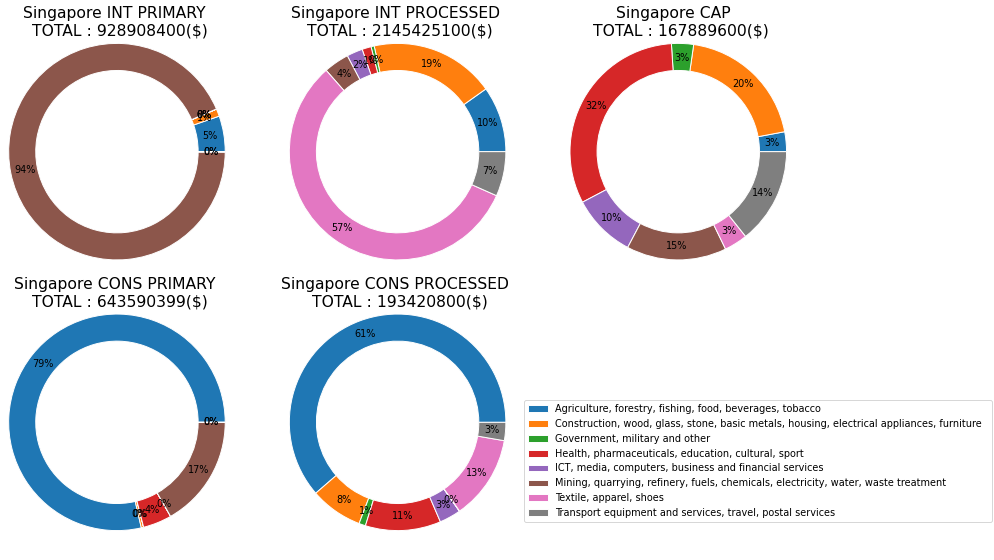 Singapore INT PRIMARY
TOTAL : 928908400($)
5%
1%
0%
94%
0%
Singapore INT PROCESSED
TOTAL : 2145425100($)
10%
19%
2%
4%
57%
7%
Singapore CAP
TOTAL : 167889600($)
3%
20%
3%
32%
10%
15%
3%
14%
Singapore CONS PRIMARY
TOTAL : 643590399($)
79%
0%
4%
0%
17%
0%
Singapore CONS PROCESSED
TOTAL : 193420800($)
61%
8%
1%
11%
3%
0%
13%
3%
Agriculture, forestry, fishing, food, beverages, tobacco
Construction, wood, glass, stone, basic metals, housing, electrical appliances, furniture
Government, military and other
Health, pharmaceuticals, education, cultural, sport
ICT, media, computers, business and financial services
Mining, quarrying, refinery, fuels, chemicals, electricity, water, waste treatment
Textile, apparel, shoes
Transport equipment and services, travel, postal services